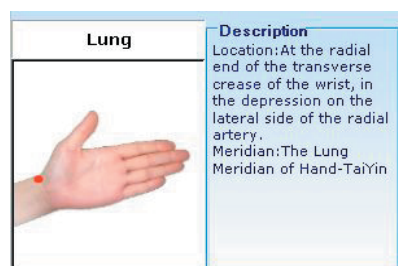 Lung
Description
Location:At the radial
end of the transverse
crease of the wrist, in
the depression on the
lateral side of the radial
artery.
Meridian:The Lung
Meridian of Hand-TaiYin